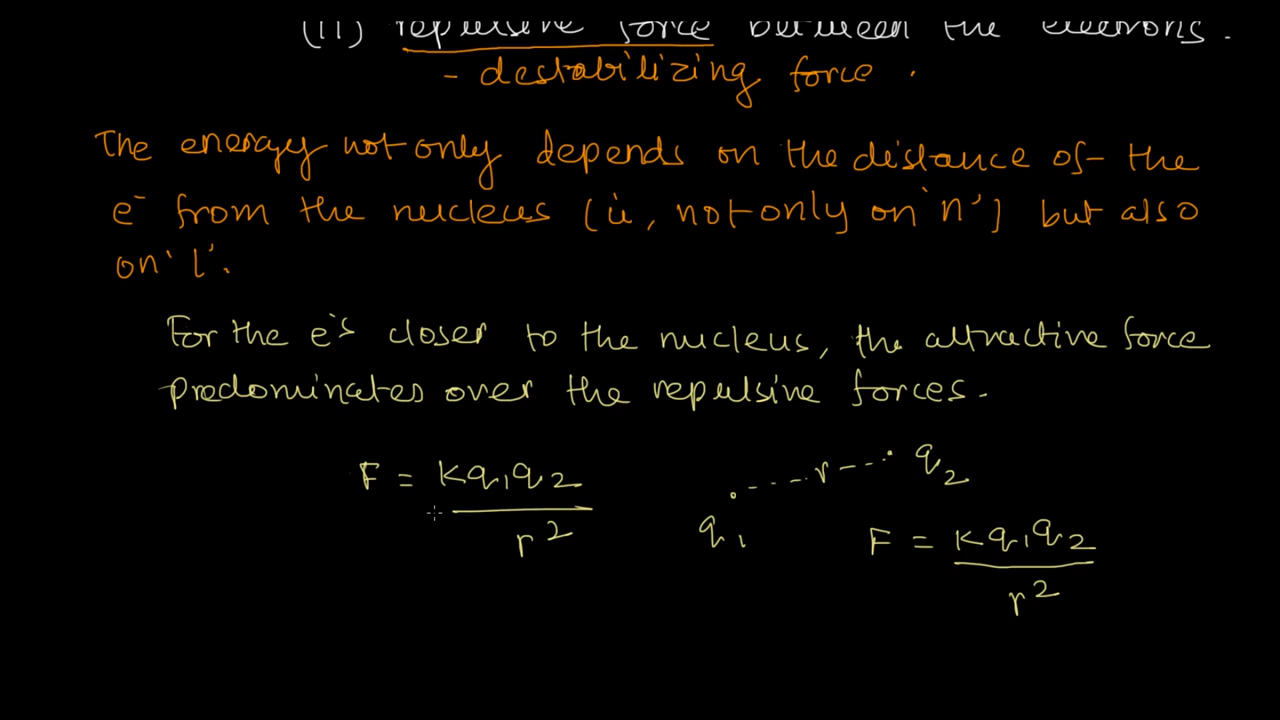 (ii) repulsive force between the electrons.
- destabilizing force.
The energy not only depends on the distance of the
e⁻ from the nucleus (ie, not only on 'n') but also
on 'l'.
For the e⁻s closer to the nucleus, the attractive force
predominates over the repulsive forces.
F = Kq₁q₂
r²
q₁ r q₂
F = Kq₁q₂
r²